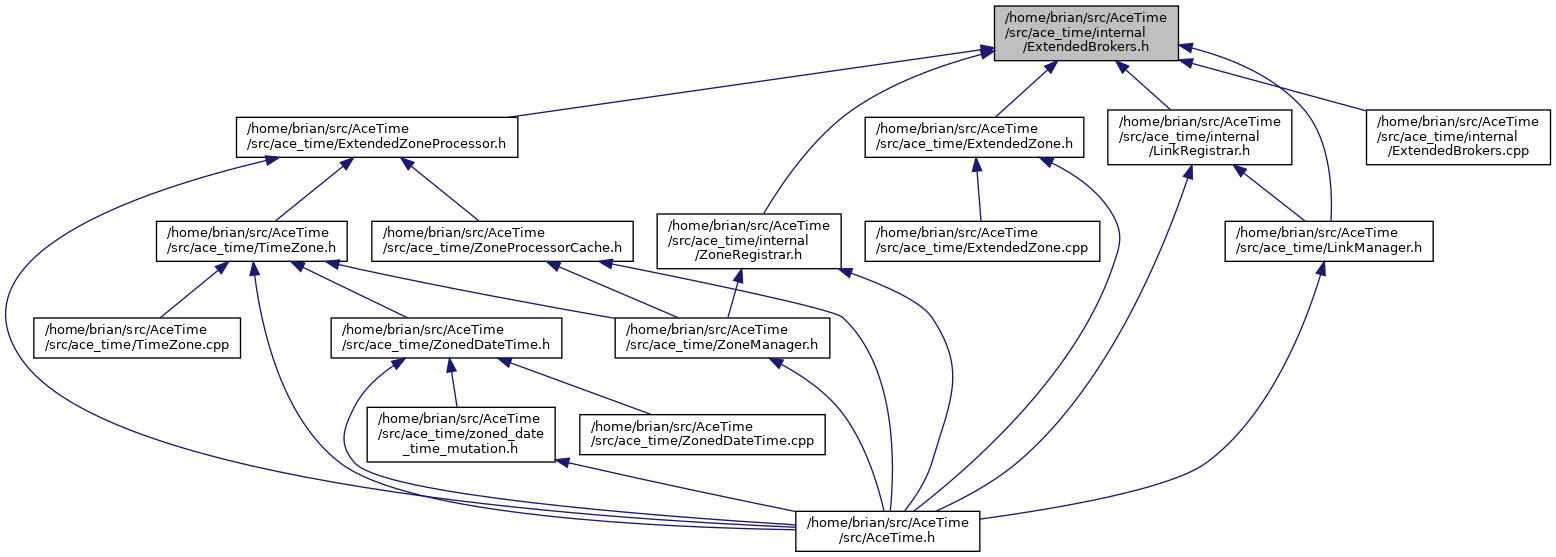 /home/brian/src/AceTime
/src/ace_time/internal
/ExtendedBrokers.h
/home/brian/src/AceTime
/src/ace_time/ExtendedZoneProcessor.h
/home/brian/src/AceTime
/src/ace_time/ExtendedZone.h
/home/brian/src/AceTime
/src/ace_time/internal
/LinkRegistrar.h
/home/brian/src/AceTime
/src/ace_time/internal
/ExtendedBrokers.cpp
/home/brian/src/AceTime
/src/ace_time/TimeZone.h
/home/brian/src/AceTime
/src/ace_time/ZoneProcessorCache.h
/home/brian/src/AceTime
/src/ace_time/internal
/ZoneRegistrar.h
/home/brian/src/AceTime
/src/ace_time/ExtendedZone.cpp
/home/brian/src/AceTime
/src/ace_time/LinkManager.h
/home/brian/src/AceTime
/src/ace_time/TimeZone.cpp
/home/brian/src/AceTime
/src/ace_time/ZonedDateTime.h
/home/brian/src/AceTime
/src/ace_time/ZoneManager.h
/home/brian/src/AceTime
/src/ace_time/zoned_date
_time_mutation.h
/home/brian/src/AceTime
/src/ace_time/ZonedDateTime.cpp
/home/brian/src/AceTime
/src/AceTime.h